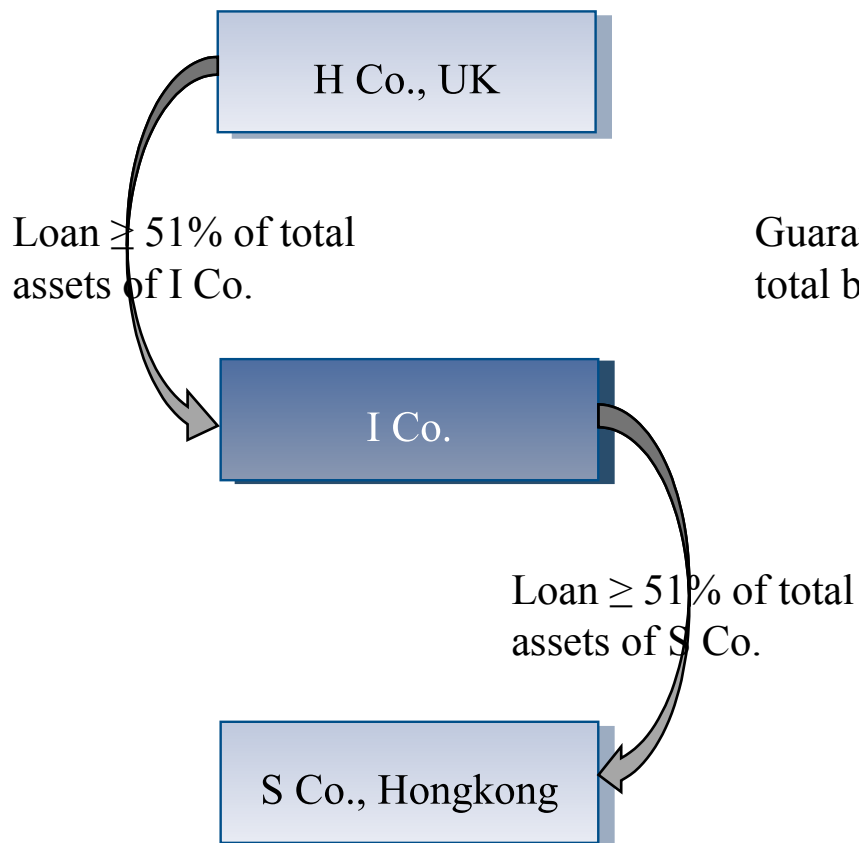 H Co., UK
Loan ≥ 51% of total
assets of I Co.
total
I Co.
Loan ≥ 51% of total
assets of S Co.
S Co., Hongkong